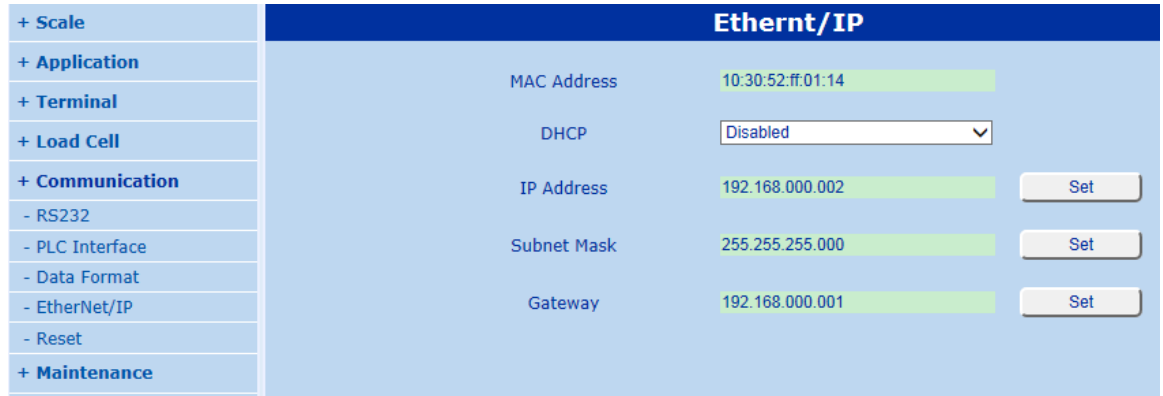 + Scale
+ Application
+ Terminal
+ Load Cell
+ Communication
- RS232
- PLC Interface
- Data Format
- EtherNet/IP
- Reset
+ Maintenance
Ethernt/IP
MAC Address 10:30:52:ff:01:14
DHCP Disabled
IP Address 192.168.000.002 Set
Subnet Mask 255.255.255.000 Set
Gateway 192.168.000.001 Set